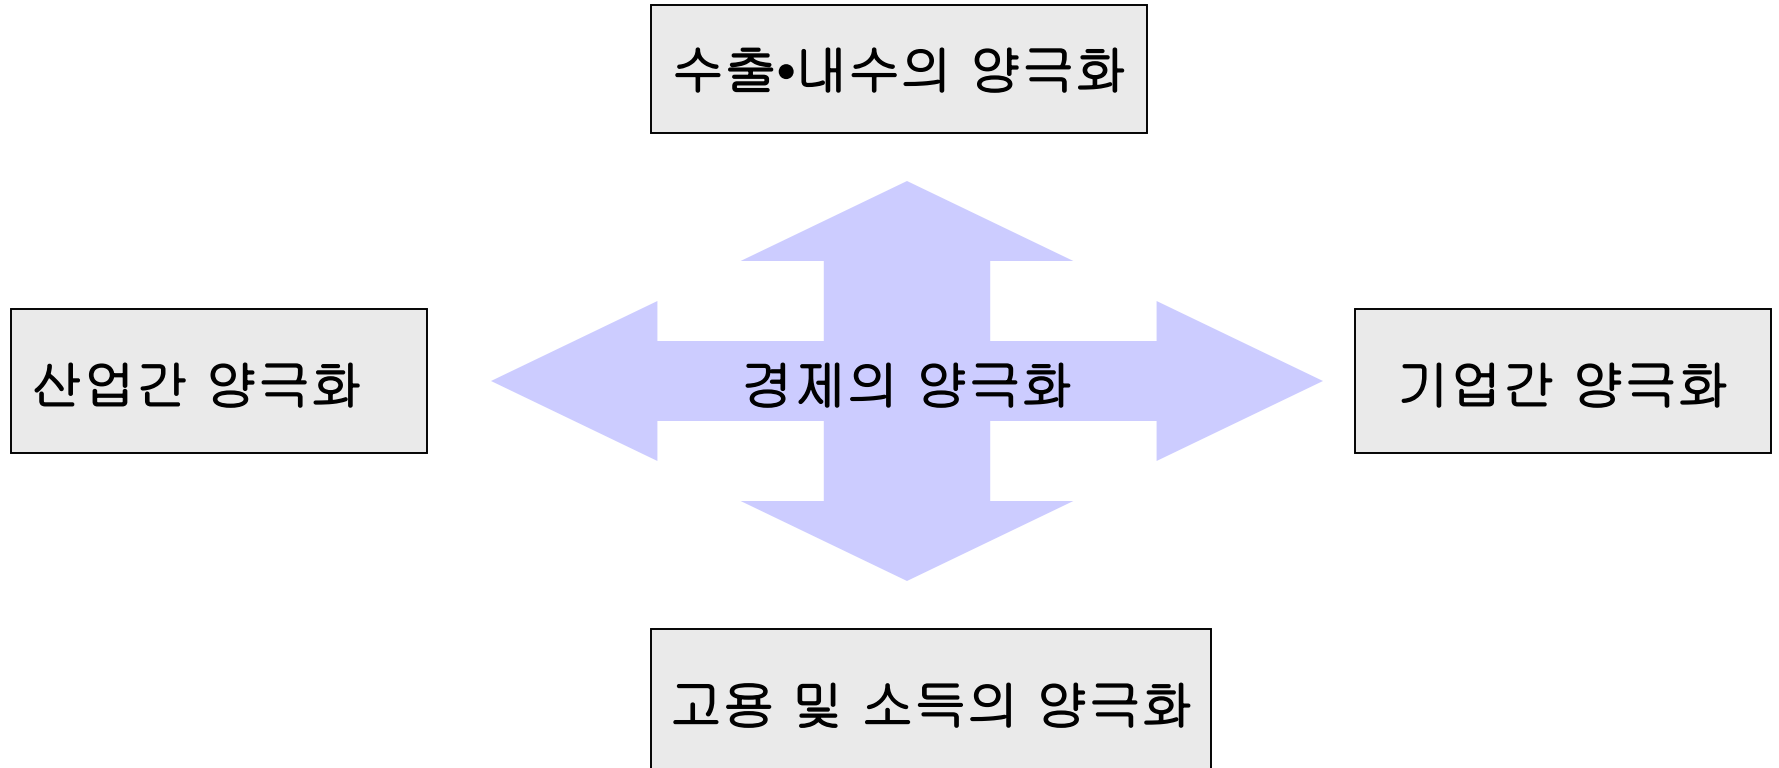 수출•내수의 양극화
산업간 양극화
경제의 양극화
기업간 양극화
고용 및 소득의 양극화